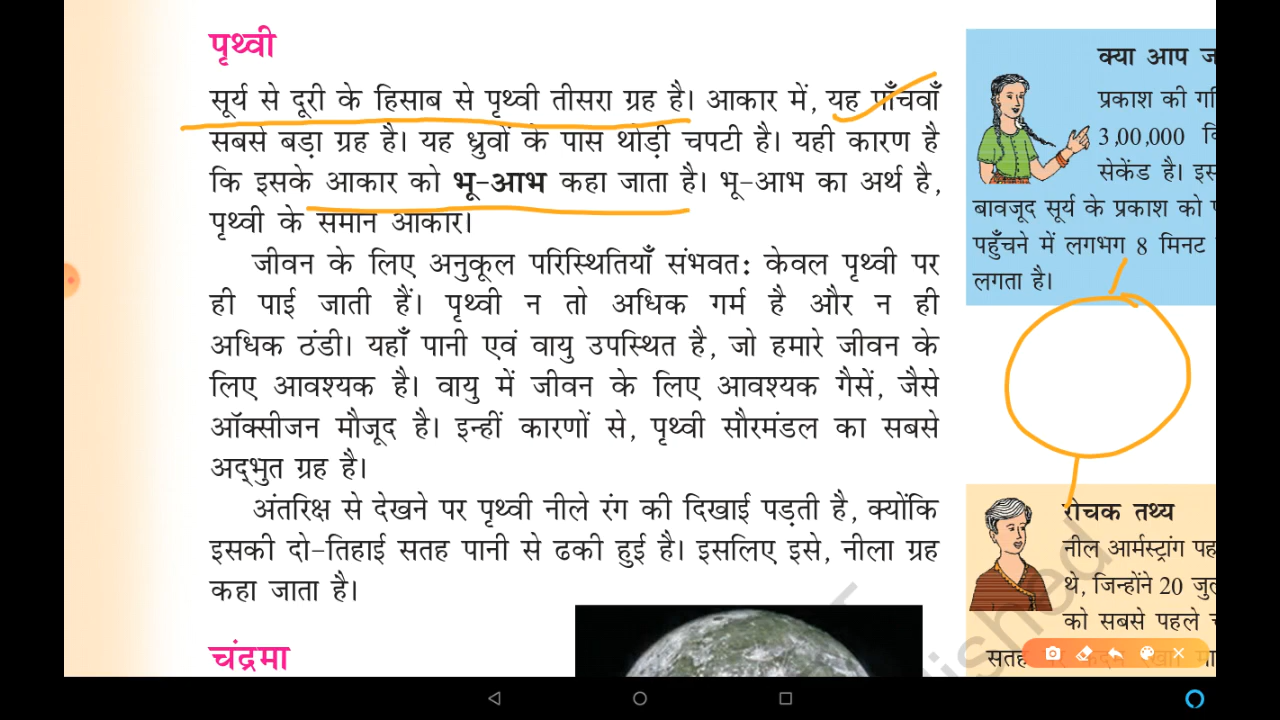 पृथ्वी
सूर्य से दूरी के हिसाब से पृथ्वी तीसरा ग्रह है। आकार में, यह पाँचवाँ
सबसे बड़ा ग्रह है। यह ध्रुवों के पास थोड़ी चपटी है। यही कारण है
कि इसके आकार को भू-आभ कहा जाता है। भू-आभ का अर्थ है,
पृथ्वी के समान आकार।
जीवन के लिए अनुकूल परिस्थितियाँ संभवतः केवल पृथ्वी पर
ही पाई जाती हैं। पृथ्वी न तो अधिक गर्म है और न ही
अधिक ठंडी। यहाँ पानी एवं वायु उपस्थित है, जो हमारे जीवन के
लिए आवश्यक है। वायु में जीवन के लिए आवश्यक गैसें, जैसे
ऑक्सीजन मौजूद है। इन्हीं कारणों से, पृथ्वी सौरमंडल का सबसे
अद्भुत ग्रह है।
अंतरिक्ष से देखने पर पृथ्वी नीले रंग की दिखाई पड़ती है, क्योंकि
इसकी दो-तिहाई सतह पानी से ढकी हुई है। इसलिए इसे, नीला ग्रह
कहा जाता है।
चंद्रमा
क्या आप
प्रकाश की
3,00,000
सेकेंड है।
बावजूद सूर्य के प्रकाश को
पहुँचने में लगभग 8 मिनट
लगता है।
रोचक तथ्य
नील आर्मस्ट्रांग
थे, जिन्होंने 20
को सबसे पहले
सतह